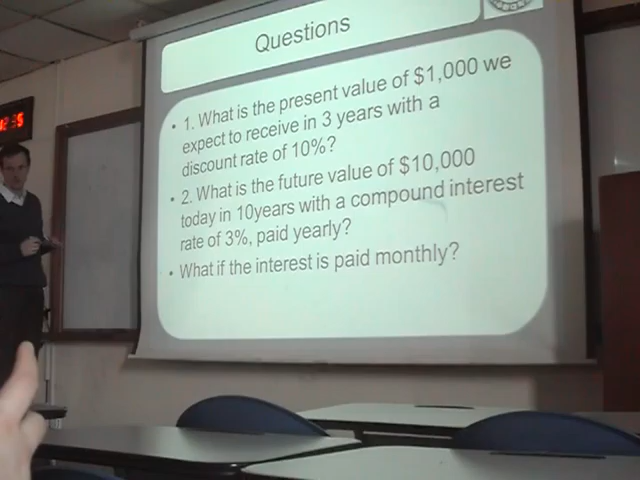 Questions
• 1. What is the present value of $1,000 we
expect to receive in 3 years with a
discount rate of 10%?
• 2. What is the future value of $10,000
today in 10years with a compound interest
rate of 3%, paid yearly?
• What if the interest is paid monthly?